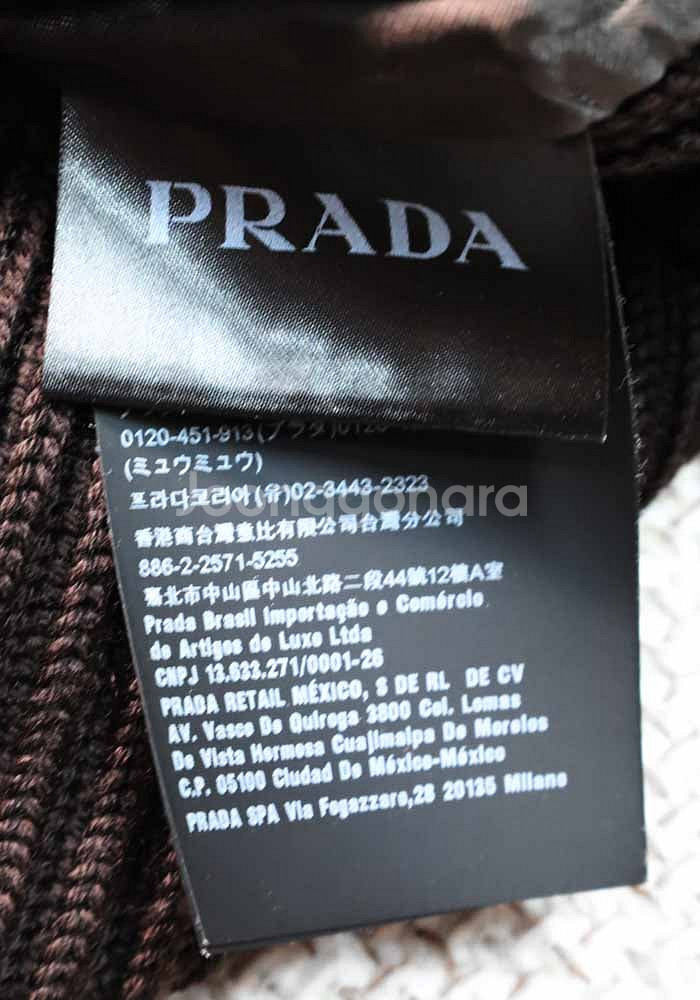 PRADA
0120-451-913(プラダ)0120-
(ミュウミュウ)
프라다코리아(유)02-3443-2323
joonggonara
香港商台灣意比有限公司台灣分公司
886-2-2571-5255
臺北市中山區中山北路二段44號12樓A室
Prada Brasil Importação e Comércio
de Artigos de Luxo Ltda
CNPJ 13.633.271/0001-26
PRADA RETAIL MÉXICO, S DE RL DE CV
AV. Vasco De Quiroga 3800 Col. Lomas
De Vista Hermosa Cuajimalpa De Morelos
C.P. 05100 Ciudad De México-México
PRADA SPA Via Fogazzaro,28 20135 Milano